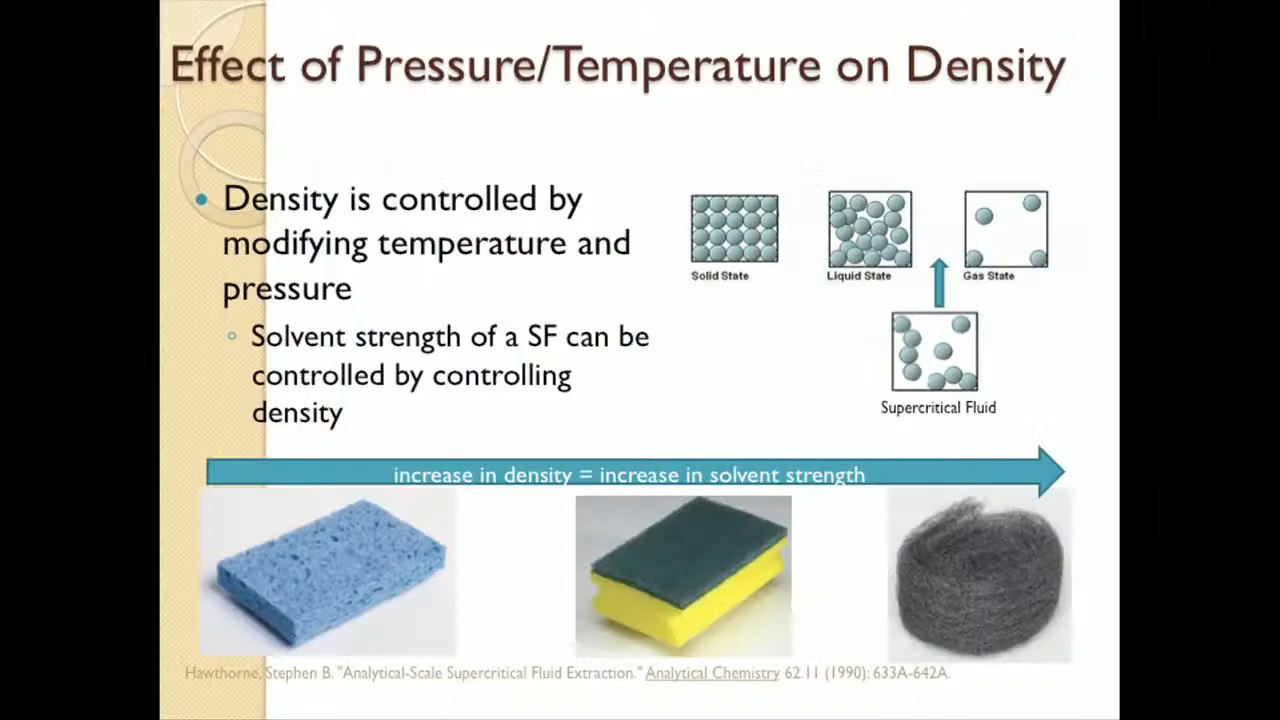 Effect of Pressure/Temperature on Density
Density is controlled by
modifying temperature and
pressure
Solvent strength of a SF can be
controlled by controlling
density
Solid State
Liquid State
Gas State
Supercritical Fluid
increase in density = increase in solvent strength
Hawthorne, Stephen B. "Analytical-Scale Supercritical Fluid Extraction." Analytical Chemistry 62.11 (1990): 633A-642A.